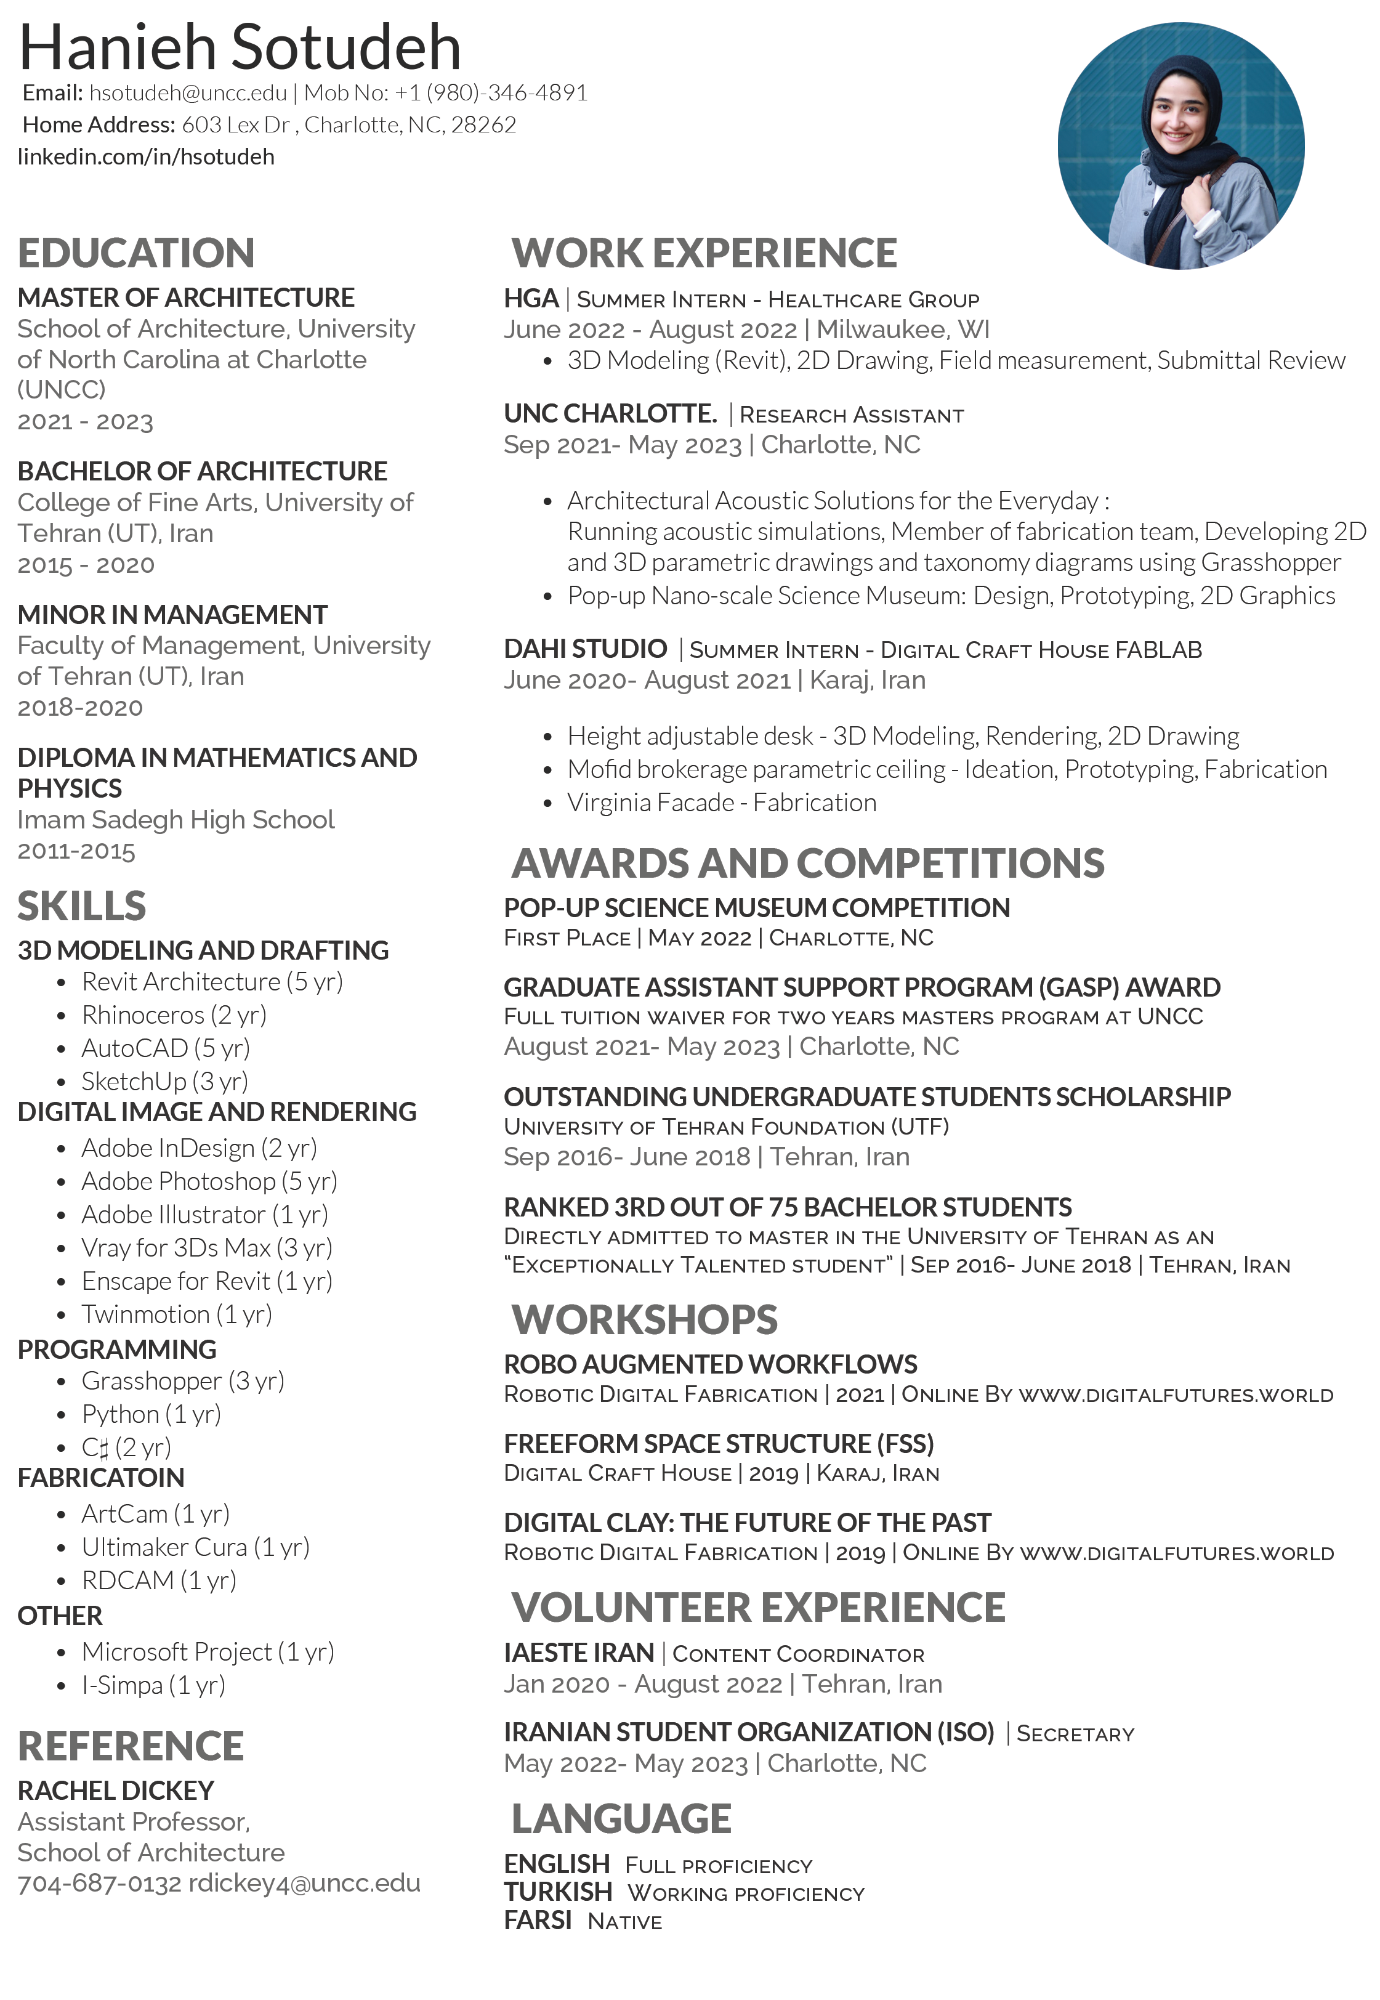 Hanieh Sotudeh
Email: hsotudeh@uncc.edu | Mob No: +1 (980)-346-4891
Home Address: 603 Lex Dr , Charlotte, NC, 28262
linkedin.com/in/hsotudeh
EDUCATION
MASTER OF ARCHITECTURE
School of Architecture, University
of North Carolina at Charlotte
(UNCC)
2021 - 2023
BACHELOR OF ARCHITECTURE
College of Fine Arts, University of
Tehran (UT), Iran
2015 - 2020
MINOR IN MANAGEMENT
Faculty of Management, University
of Tehran (UT), Iran
2018-2020
DIPLOMA IN MATHEMATICS AND
PHYSICS
Imam Sadegh High School
2011-2015
SKILLS
3D MODELING AND DRAFTING
• Revit Architecture (5 yr)
• Rhinoceros (2 yr)
• AutoCAD (5 yr)
• SketchUp (3 yr)
DIGITAL IMAGE AND RENDERING
• Adobe InDesign (2 yr)
• Adobe Photoshop (5 yr)
• Adobe Illustrator (1 yr)
• Vray for 3Ds Max (3 yr)
• Enscape for Revit (1 yr)
• Twinmotion (1 yr)
PROGRAMMING
• Grasshopper (3 yr)
• Python (1 yr)
• C♯ (2 yr)
FABRICATOIN
• ArtCam (1 yr)
• Ultimaker Cura (1 yr)
• RDCAM (1 yr)
OTHER
• Microsoft Project (1 yr)
• I-Simpa (1 yr)
REFERENCE
RACHEL DICKEY
Assistant Professor,
School of Architecture
704-687-0132 rdickey4@uncc.edu
WORK EXPERIENCE
HGA | Summer Intern - Healthcare Group
June 2022 - August 2022 | Milwaukee, WI
• 3D Modeling (Revit), 2D Drawing, Field measurement, Submittal Review
UNC CHARLOTTE. | Research Assistant
Sep 2021- May 2023 | Charlotte, NC
• Architectural Acoustic Solutions for the Everyday :
Running acoustic simulations, Member of fabrication team, Developing 2D
and 3D parametric drawings and taxonomy diagrams using Grasshopper
• Pop-up Nano-scale Science Museum: Design, Prototyping, 2D Graphics
DAHI STUDIO | Summer Intern - Digital Craft House FABLAB
June 2020- August 2021 | Karaj, Iran
• Height adjustable desk - 3D Modeling, Rendering, 2D Drawing
• Mofid brokerage parametric ceiling - Ideation, Prototyping, Fabrication
• Virginia Facade - Fabrication
AWARDS AND COMPETITIONS
POP-UP SCIENCE MUSEUM COMPETITION
First Place | May 2022 | Charlotte, NC
GRADUATE ASSISTANT SUPPORT PROGRAM (GASP) AWARD
Full tuition waiver for two years masters program at UNCC
August 2021- May 2023 | Charlotte, NC
OUTSTANDING UNDERGRADUATE STUDENTS SCHOLARSHIP
University of Tehran Foundation (UTF)
Sep 2016- June 2018 | Tehran, Iran
RANKED 3RD OUT OF 75 BACHELOR STUDENTS
Directly admitted to master in the University of Tehran as an
“Exceptionally Talented student” | Sep 2016- June 2018 | Tehran, Iran
WORKSHOPS
ROBO AUGMENTED WORKFLOWS
Robotic Digital Fabrication | 2021 | Online By www.digitalfutures.world
FREEFORM SPACE STRUCTURE (FSS)
Digital Craft House | 2019 | Karaj, Iran
DIGITAL CLAY: THE FUTURE OF THE PAST
Robotic Digital Fabrication | 2019 | Online By www.digitalfutures.world
VOLUNTEER EXPERIENCE
IAESTE IRAN | Content Coordinator
Jan 2020 - August 2022 | Tehran, Iran
IRANIAN STUDENT ORGANIZATION (ISO) | Secretary
May 2022- May 2023 | Charlotte, NC
LANGUAGE
ENGLISH Full proficiency
TURKISH Working proficiency
FARSI Native